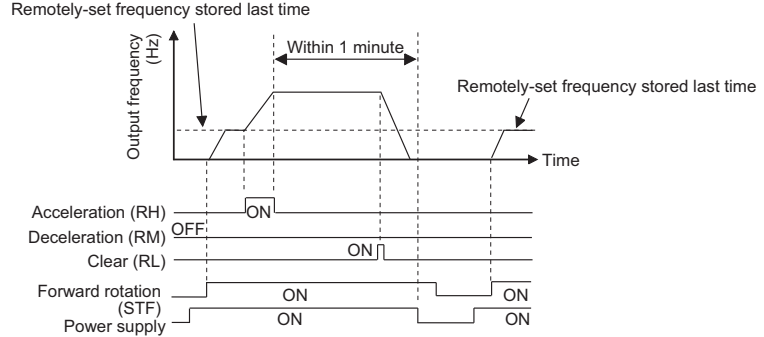 Remotely-set frequency stored last time
Output frequency
(Hz)
Within 1 minute
Remotely-set frequency stored last time
Time
Acceleration (RH)
ON
Deceleration (RM)
OFF
Clear (RL)
ON
Forward rotation
(STF)
ON
ON
Power supply
ON
ON